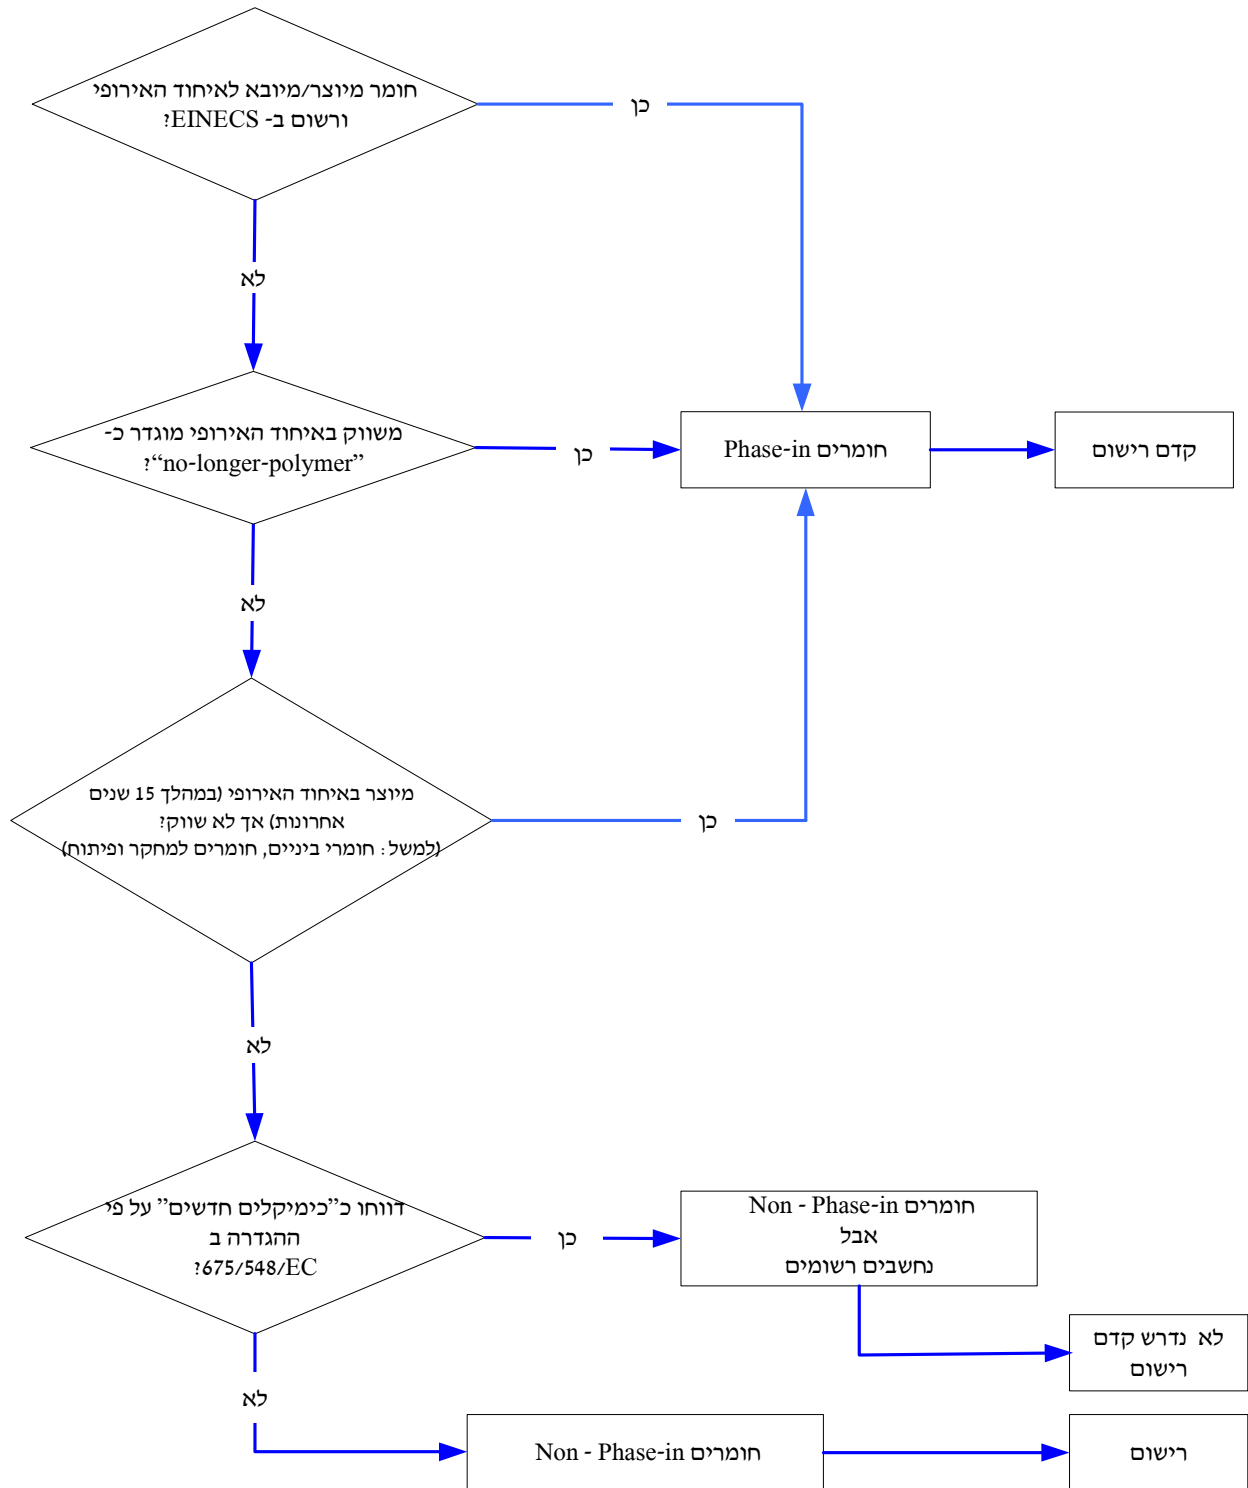 חומר מיוצר/מיובא לאיחוד האירופי
ורשום ב- EINECS?
כן
לא
משווק באיחוד האירופי מוגדר כ-
“no-longer-polymer”?
כן
חומרים Phase-in
קדם רישום
לא
מיוצר באיחוד האירופי (במהלך 15 שנים
אחרונות) אך לא שווק?
(למשל: חומרי ביניים, חומרים למחקר ופיתוח)
כן
לא
דווחו כ”כימיקלים חדשים” על פי
ההגדרה ב
675/548/EC?
כן
חומרים Non - Phase-in
אבל
נחשבים רשומים
לא נדרש קדם
רישום
לא
חומרים Non - Phase-in
רישום